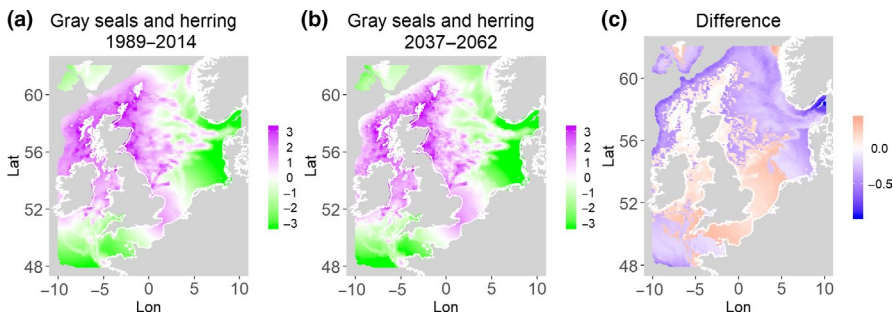 (a) Gray seals and herring
1989–2014
(b) Gray seals and herring
2037–2062
(c) Difference
Lat
60
56
52
48
−10 −5 0 5 10
Lon
3
2
1
0
−1
−2
−3
Lat
60
56
52
48
−10 −5 0 5 10
Lon
3
2
1
0
−1
−2
−3
Lat
60
56
52
48
−10 −5 0 5 10
Lon
0.0
−0.5